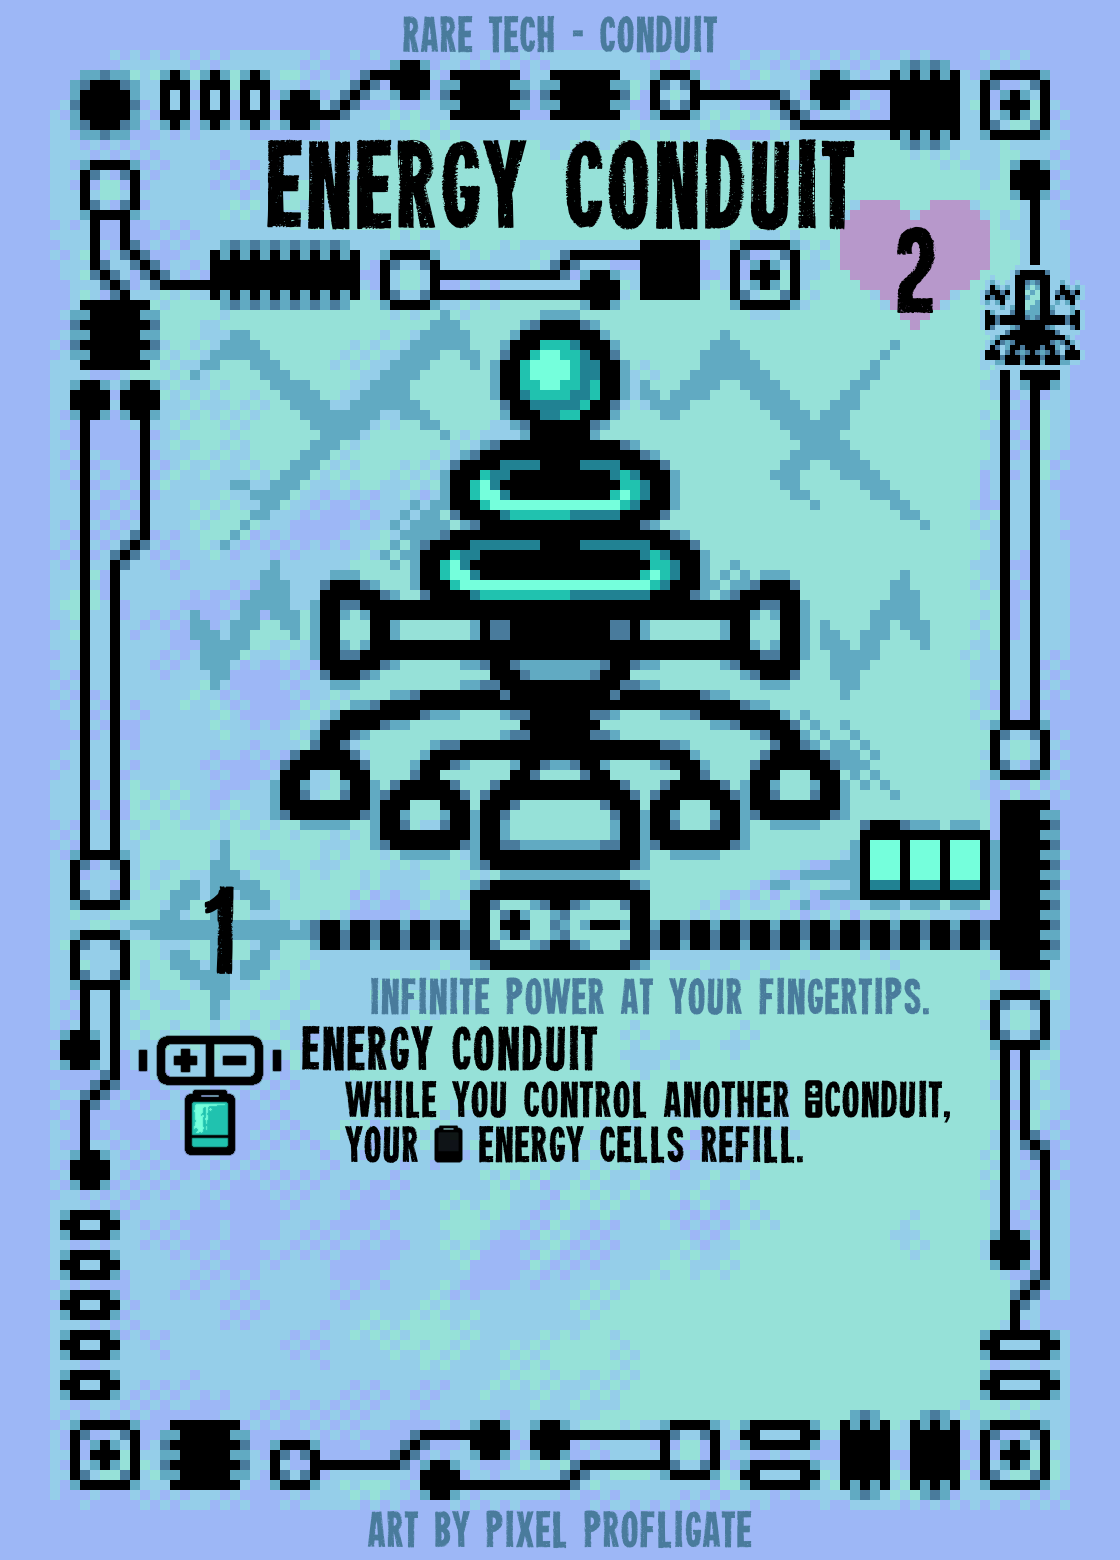 RARE TECH - CONDUIT
ENERGY CONDUIT
2
1
INFINITE POWER AT YOUR FINGERTIPS.
ENERGY CONDUIT
WHILE YOU CONTROL ANOTHER CONDUIT,
YOUR ENERGY CELLS REFILL.
ART BY PIXEL PROFLIGATE